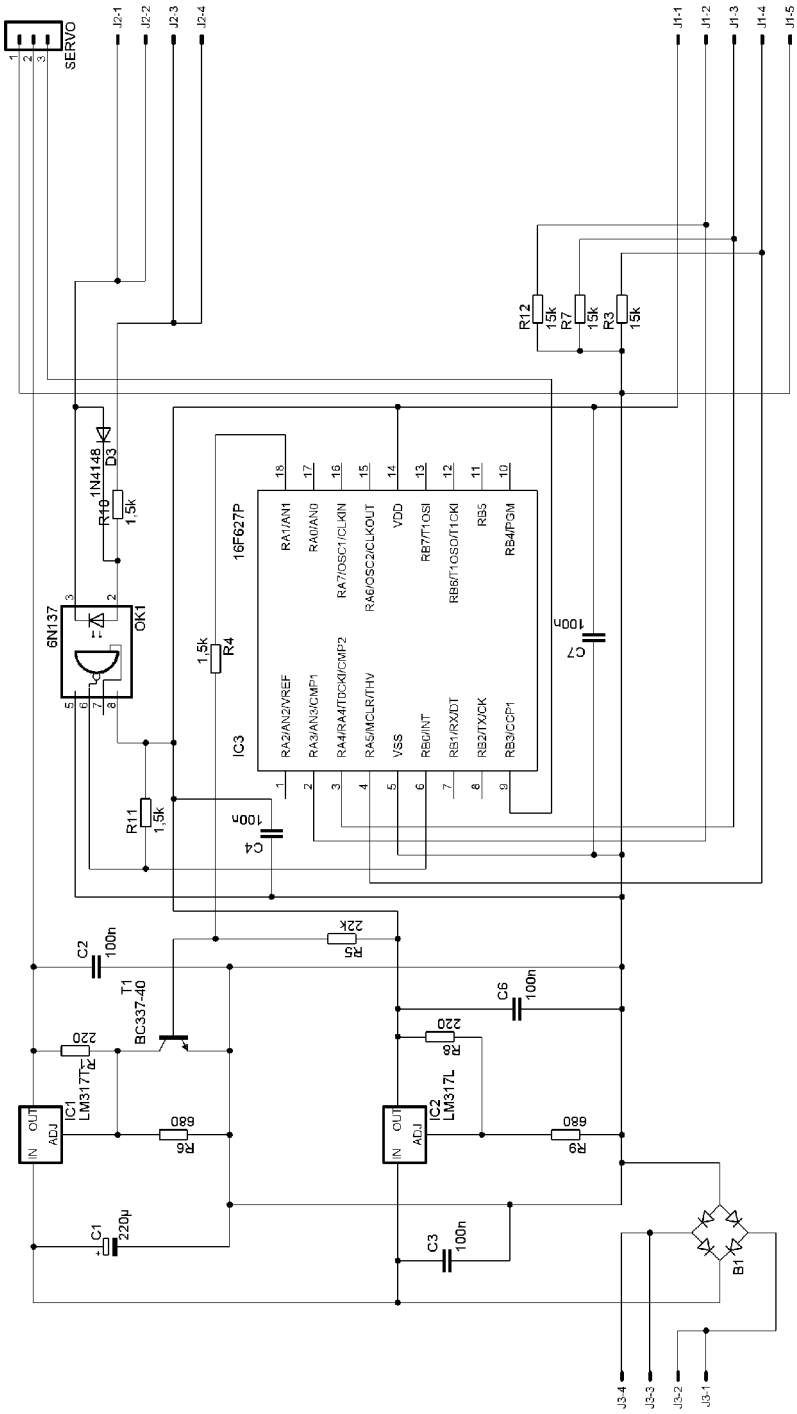 1
2
3
SERVO
J2-1
J2-2
J2-3
J2-4
J1-1
J1-2
J1-3
J1-4
J1-5
R12
15k
R7
15k
R3
15k
1N4148
D3
R10
1,5k
6N137
OK1
3
2
5
6
7
8
R11
1,5k
1,5k
R4
16F627P
IC3
18
17
16
15
14
13
12
11
10
RA1/AN1
RA0/AN0
RA7/OSC1/CLKIN
RA6/OSC2/CLKOUT
VDD
RB7/T1OSI
RB6/T1OSO/T1CKI
RB5
RB4/PGM
RA2/AN2/VREF
RA3/AN3/CMP1
RA4/RA4/T0CKI/CMP2
RA5/MCLR/THV
VSS
RB0/INT
RB1/RX/DT
RB2/TX/CK
RB3/CCP1
1
2
3
4
5
6
7
8
9
100n
C7
100n
C4
C2
100n
22k
R5
T1
BC337-40
C6
100n
220
LM317T
IC1
IN
OUT
ADJ
220
R8
IC2
LM317L
IN
OUT
ADJ
680
R6
680
R9
C1
220µ
+
C3
100n
B1
J3-4
J3-3
J3-2
J3-1